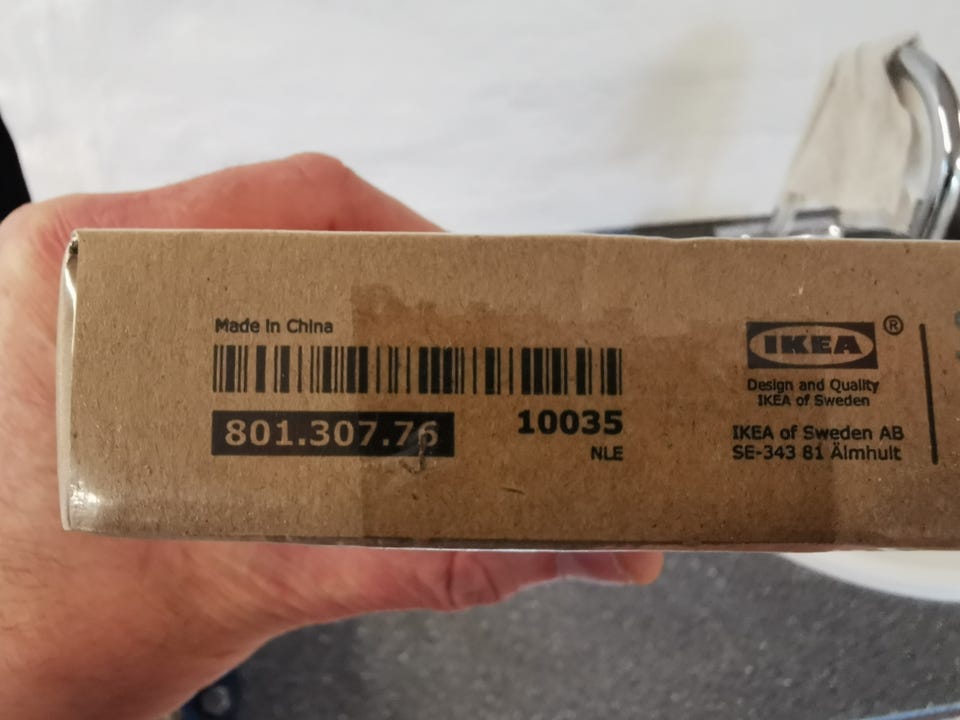 Made in China
801.307.76
10035
NLE
IKEA®
Design and Quality
IKEA of Sweden
IKEA of Sweden AB
SE-343 81 Älmhult